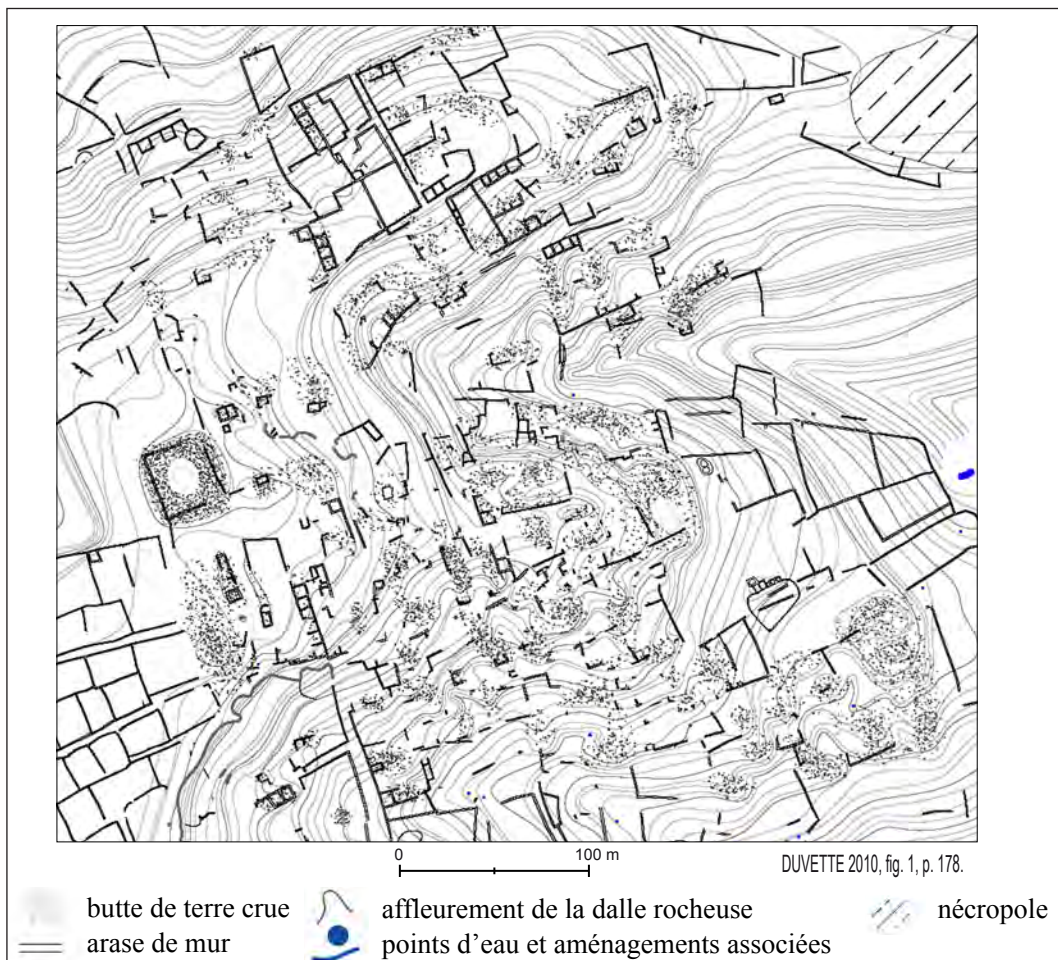 0 100 m
DUVETTE 2010, fig. 1, p. 178.
butte de terre crue
arase de mur
affleurement de la dalle rocheuse
points d’eau et aménagements associées
nécropole